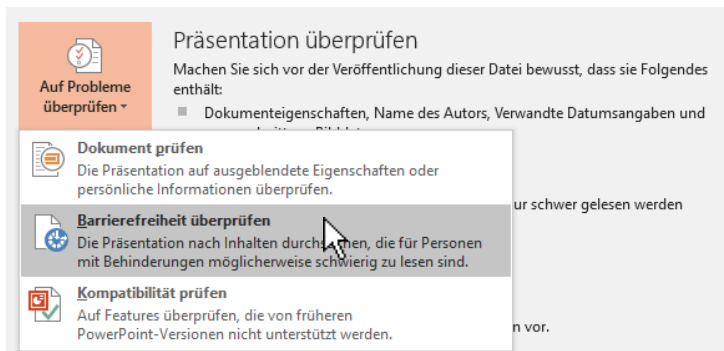 Präsentation überprüfen
Auf Probleme
überprüfen
Machen Sie sich vor der Veröffentlichung dieser Datei bewusst, dass sie Folgendes
enthält:
Dokumenteigenschaften, Name des Autors, Verwandte Datumsangaben und
Dokument prüfen
Die Präsentation auf ausgeblendete Eigenschaften oder
persönliche Informationen überprüfen.
ur schwer gelesen werden
Barrierefreiheit überprüfen
Die Präsentation nach Inhalten durchsuchen, die für Personen
mit Behinderungen möglicherweise schwierig zu lesen sind.
Kompatibilität prüfen
Auf Features überprüfen, die von früheren
PowerPoint-Versionen nicht unterstützt werden.
n vor.